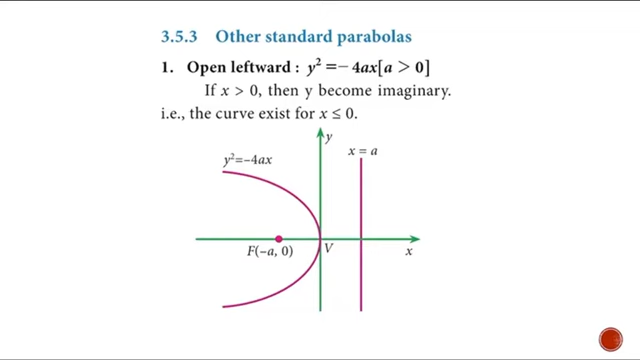 3.5.3 Other standard parabolas
1. Open leftward : y² = – 4ax[a > 0]
If x > 0, then y become imaginary.
i.e., the curve exist for x ≤ 0.
y
x = a
y²=–4ax
F(–a, 0)
V
x